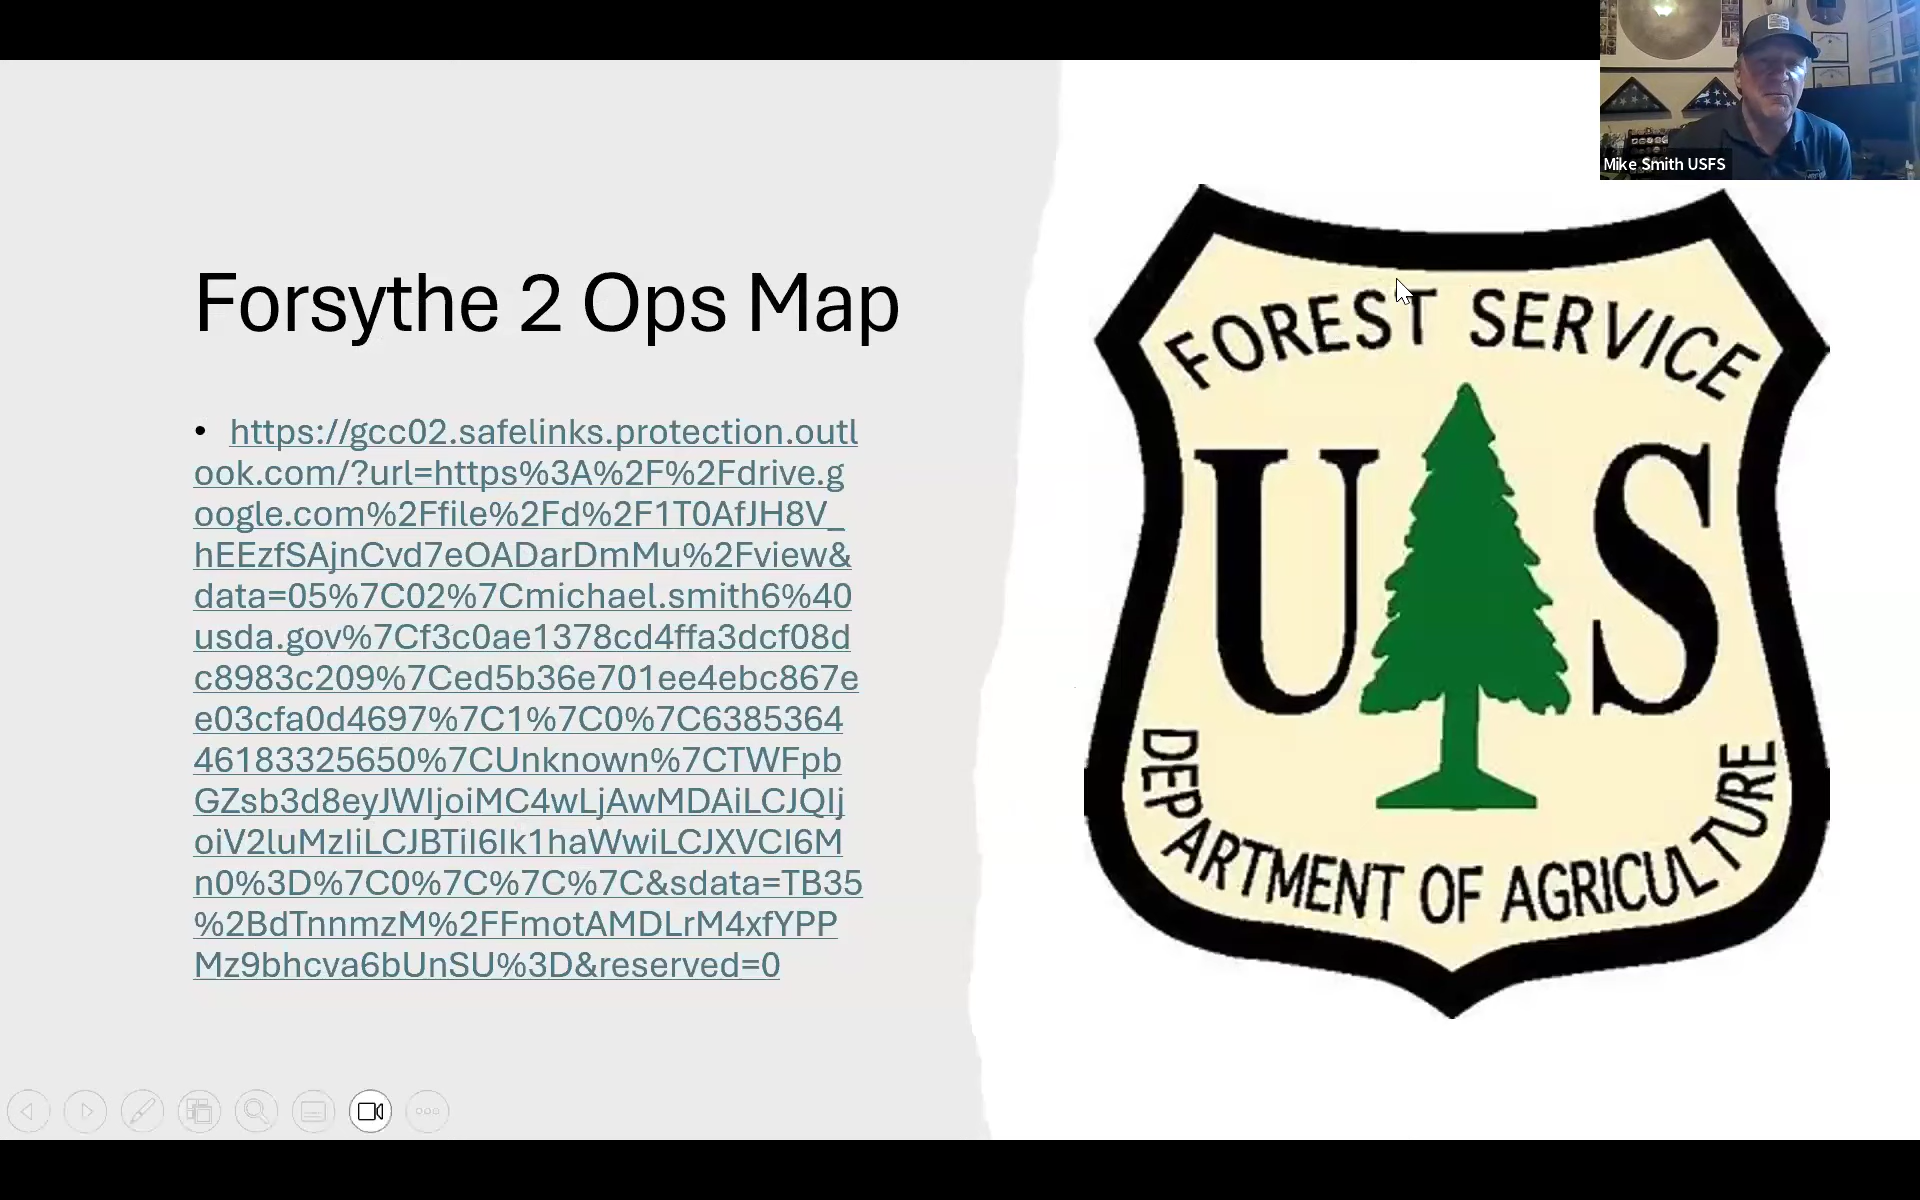 Mike Smith USFS
Forsythe 2 Ops Map
• https://gcc02.safelinks.protection.outl
ook.com/?url=https%3A%2F%2Fdrive.g
oogle.com%2Ffile%2Fd%2F1T0AfJH8V_
hEEzfSAjnCvd7eOADarDmMu%2Fview&
data=05%7C02%7Cmichael.smith6%40
usda.gov%7Cf3c0ae1378cd4ffa3dcf08d
c8983c209%7Ced5b36e701ee4ebc867e
e03cfa0d4697%7C1%7C0%7C6385364
46183325650%7CUnknown%7CTWFpb
GZsb3d8eyJWIjoiMC4wLjAwMDAiLCJQIj
oiV2luMzIiLCJBTiI6Ik1haWwiLCJXVCI6M
n0%3D%7C0%7C%7C%7C&sdata=TB35
%2BdTnnmzM%2FFmotAMDLrM4xfYPP
Mz9bhcva6bUnSU%3D&reserved=0
FOREST SERVICE
U S
DEPARTMENT OF AGRICULTURE